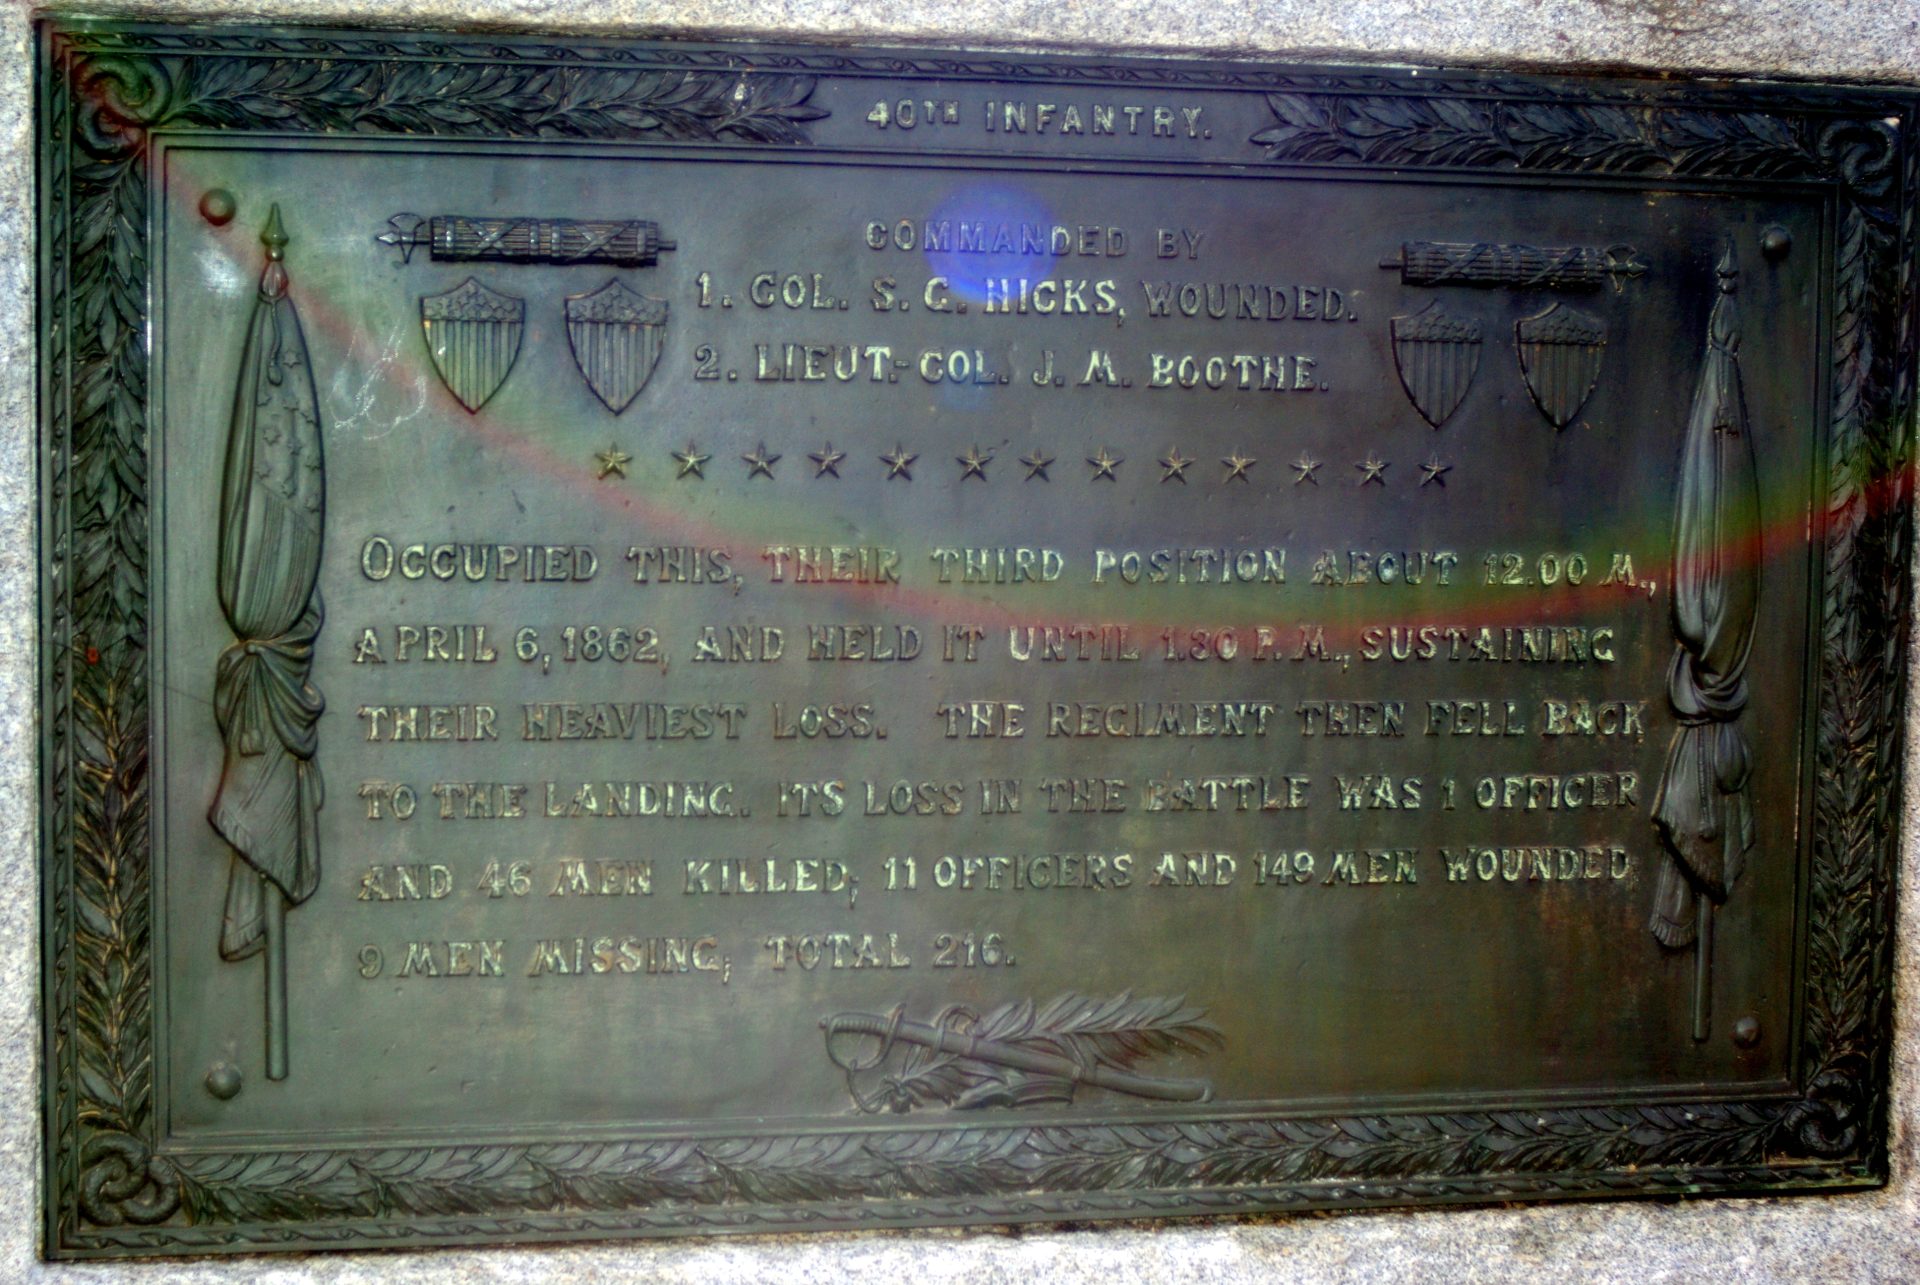 40TH INFANTRY.
COMMANDED BY
1. COL. S. G. HICKS, WOUNDED.
2. LIEUT.-COL. J. M. BOOTHE.
OCCUPIED THIS, THEIR THIRD POSITION ABOUT 12.00 M.,
APRIL 6, 1862, AND HELD IT UNTIL 1.30 P. M., SUSTAINING
THEIR HEAVIEST LOSS. THE REGIMENT THEN FELL BACK
TO THE LANDING. ITS LOSS IN THE BATTLE WAS 1 OFFICER
AND 46 MEN KILLED; 11 OFFICERS AND 149 MEN WOUNDED;
9 MEN MISSING; TOTAL 216.